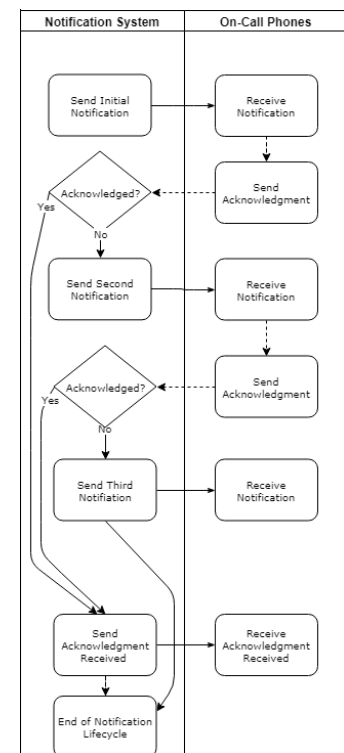 Notification System
On-Call Phones
Send Initial
Notification
Receive
Notification
Acknowledged?
Send
Acknowledgment
Yes
No
Send Second
Notification
Receive
Notification
Acknowledged?
Send
Acknowledgment
Yes
No
Send Third
Notifiation
Receive
Notification
Send
Acknowledgment
Received
Receive
Acknowledgment
Received
End of Notification
Lifecycle